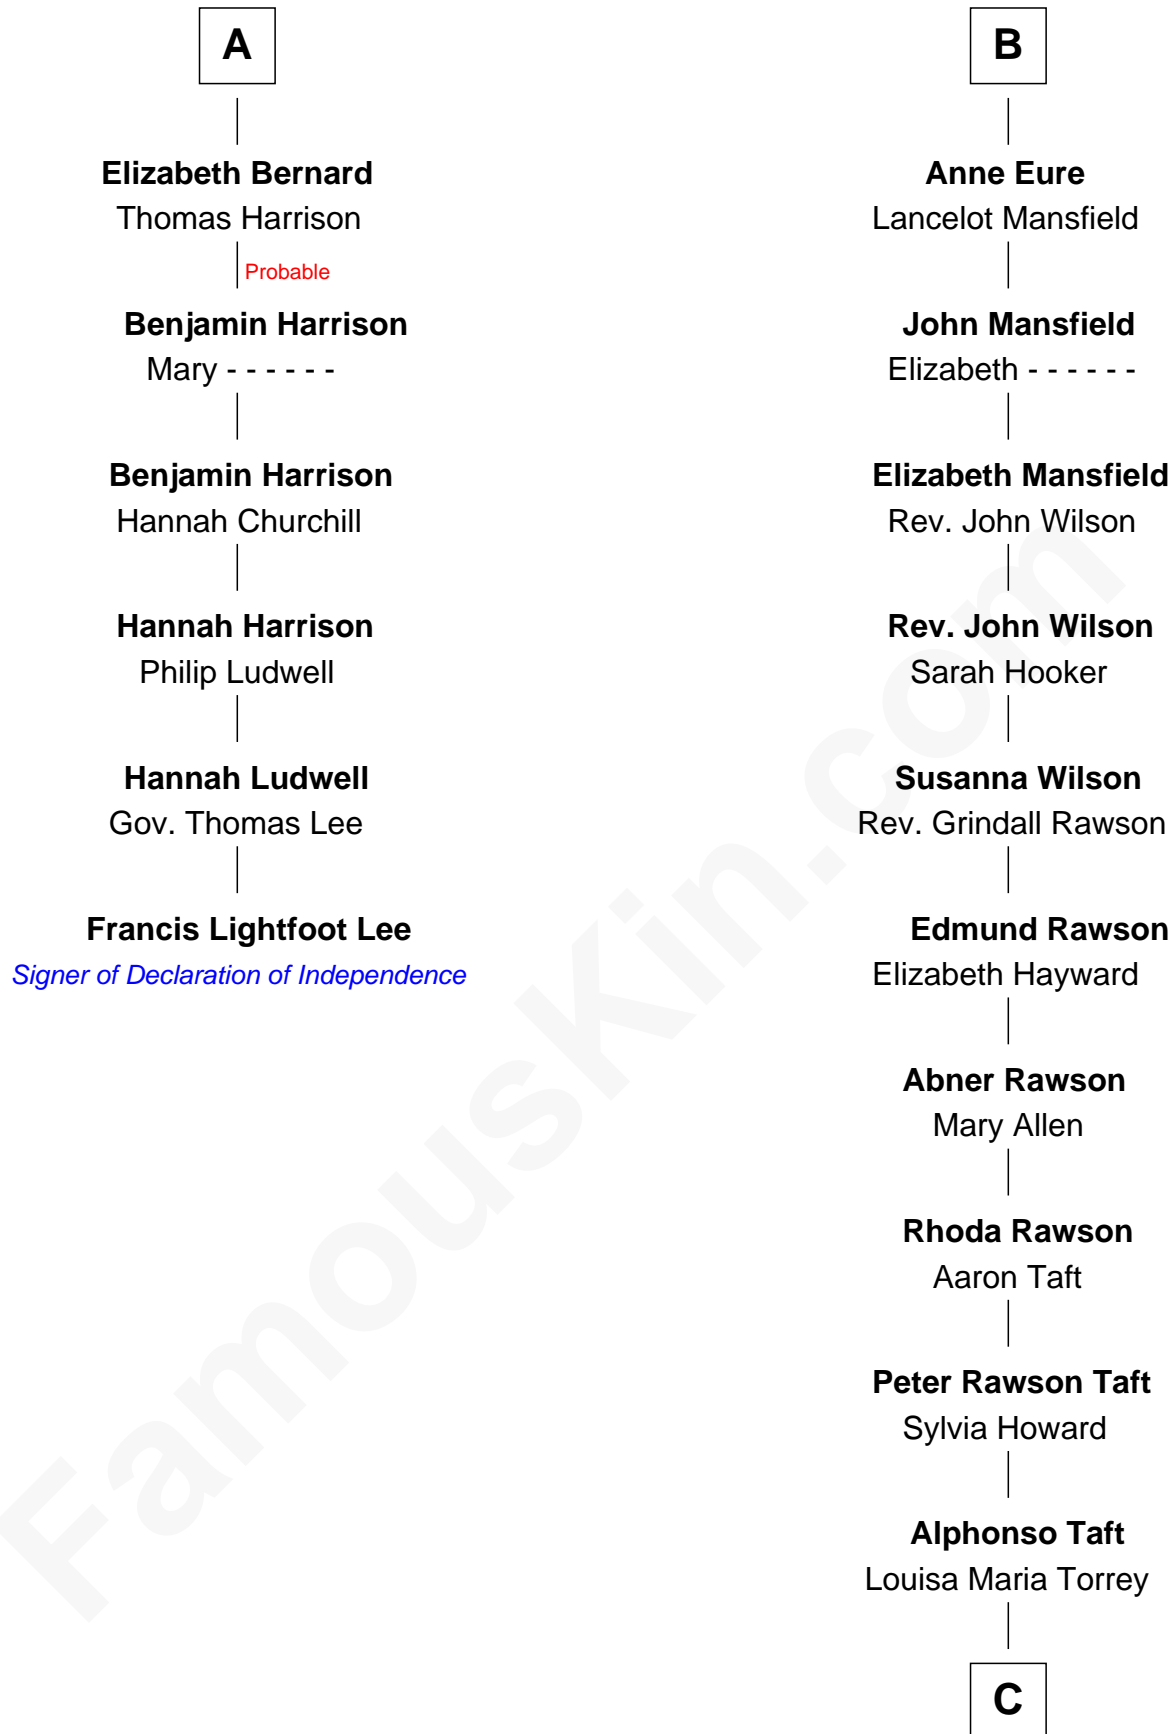 A
Elizabeth Bernard
Thomas Harrison
Probable
Benjamin Harrison
Mary - - - - - -
Benjamin Harrison
Hannah Churchill
Hannah Harrison
Philip Ludwell
Hannah Ludwell
Gov. Thomas Lee
Francis Lightfoot Lee
Signer of Declaration of Independence
B
Anne Eure
Lancelot Mansfield
John Mansfield
Elizabeth - - - - - -
Elizabeth Mansfield
Rev. John Wilson
Rev. John Wilson
Sarah Hooker
Susanna Wilson
Rev. Grindall Rawson
Edmund Rawson
Elizabeth Hayward
Abner Rawson
Mary Allen
Rhoda Rawson
Aaron Taft
Peter Rawson Taft
Sylvia Howard
Alphonso Taft
Louisa Maria Torrey
C
FamousKin.com